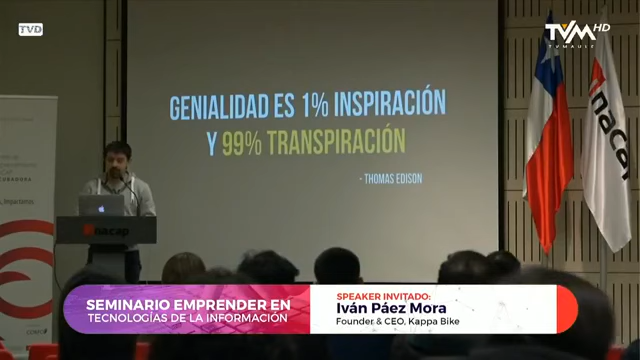 TVD
TVM HD
TVMAULE
GENIALIDAD ES 1% INSPIRACIÓN
Y 99% TRANSPIRACIÓN
- THOMAS EDISON
inacap
inacap
SEMINARIO EMPRENDER EN
TECNOLOGÍAS DE LA INFORMACIÓN
SPEAKER INVITADO:
Iván Páez Mora
Founder & CEO, Kappa Bike